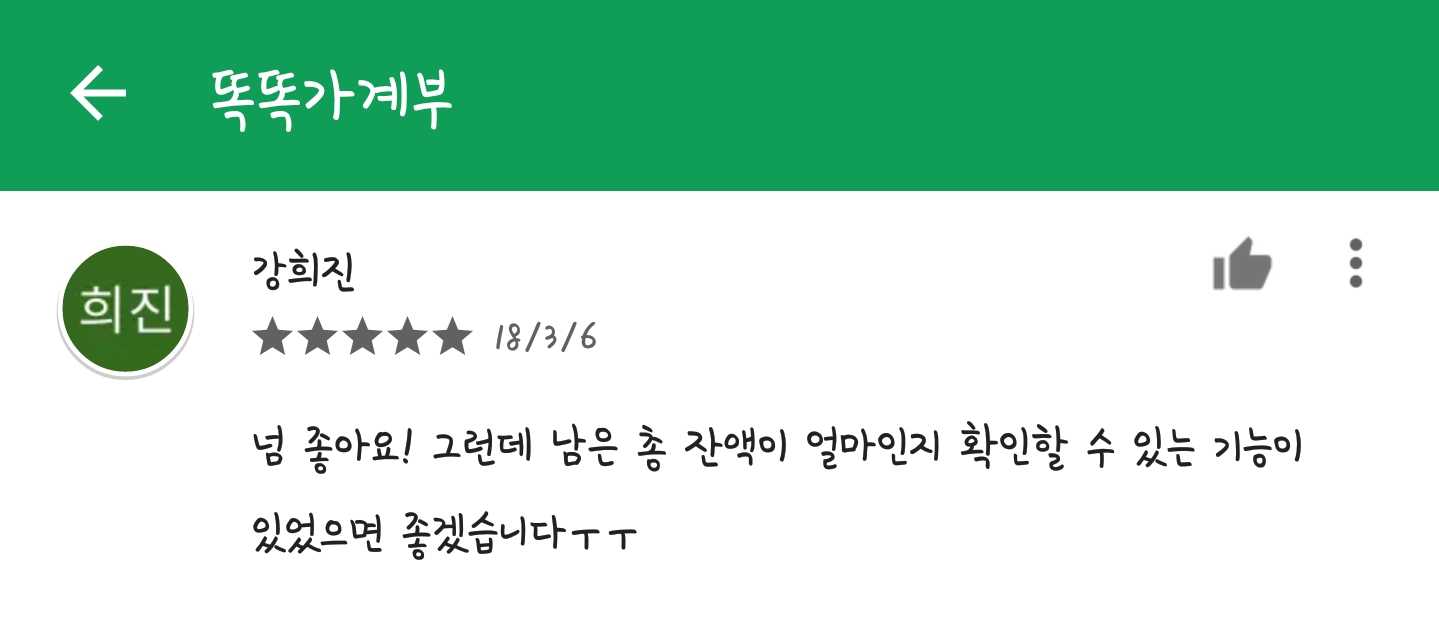 똑똑가계부
희진
강희진
18/3/6
넘 좋아요! 그런데 남은 총 잔액이 얼마인지 확인할 수 있는 기능이
있었으면 좋겠습니다ㅜㅜ